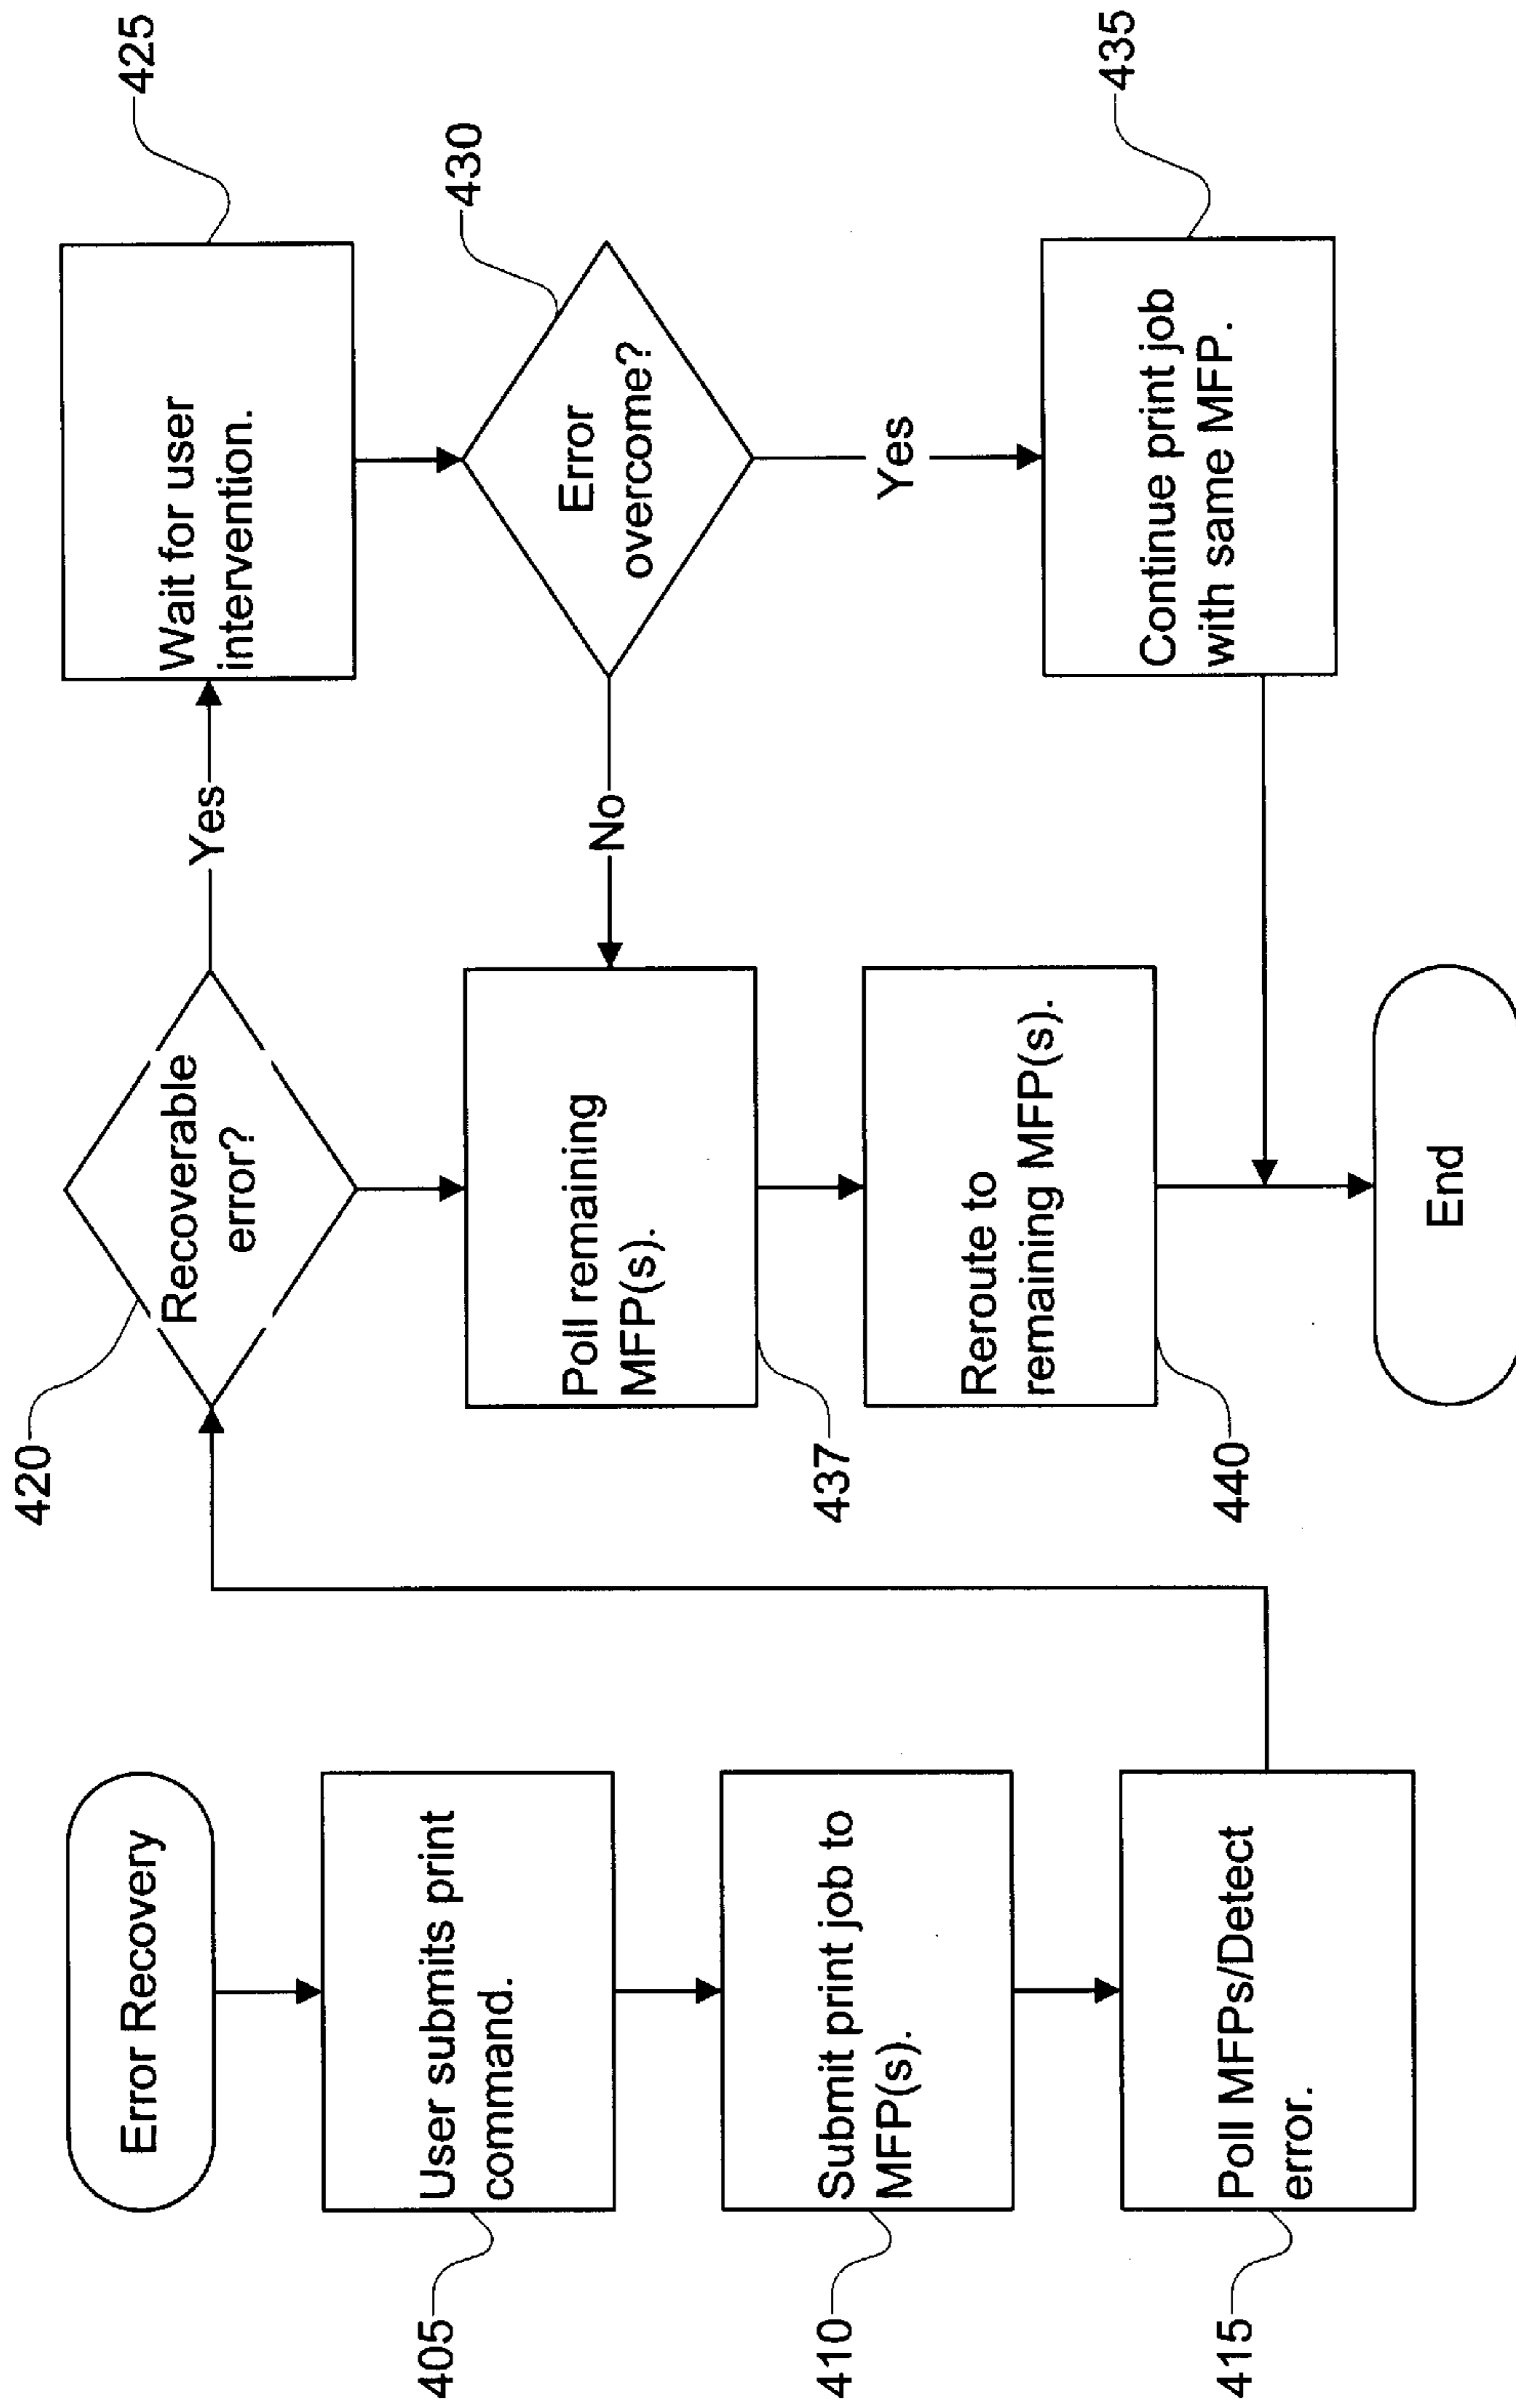 Error Recovery
User submits print
command.
405
Submit print job to
MFP(s).
410
Poll MFPs/Detect
error.
415
420
Recoverable
error?
Yes
Wait for user
intervention.
425
430
Error
overcome?
No
Yes
Poll remaining
MFP(s).
437
Reroute to
remaining MFP(s).
440
Continue print job
with same MFP.
435
End